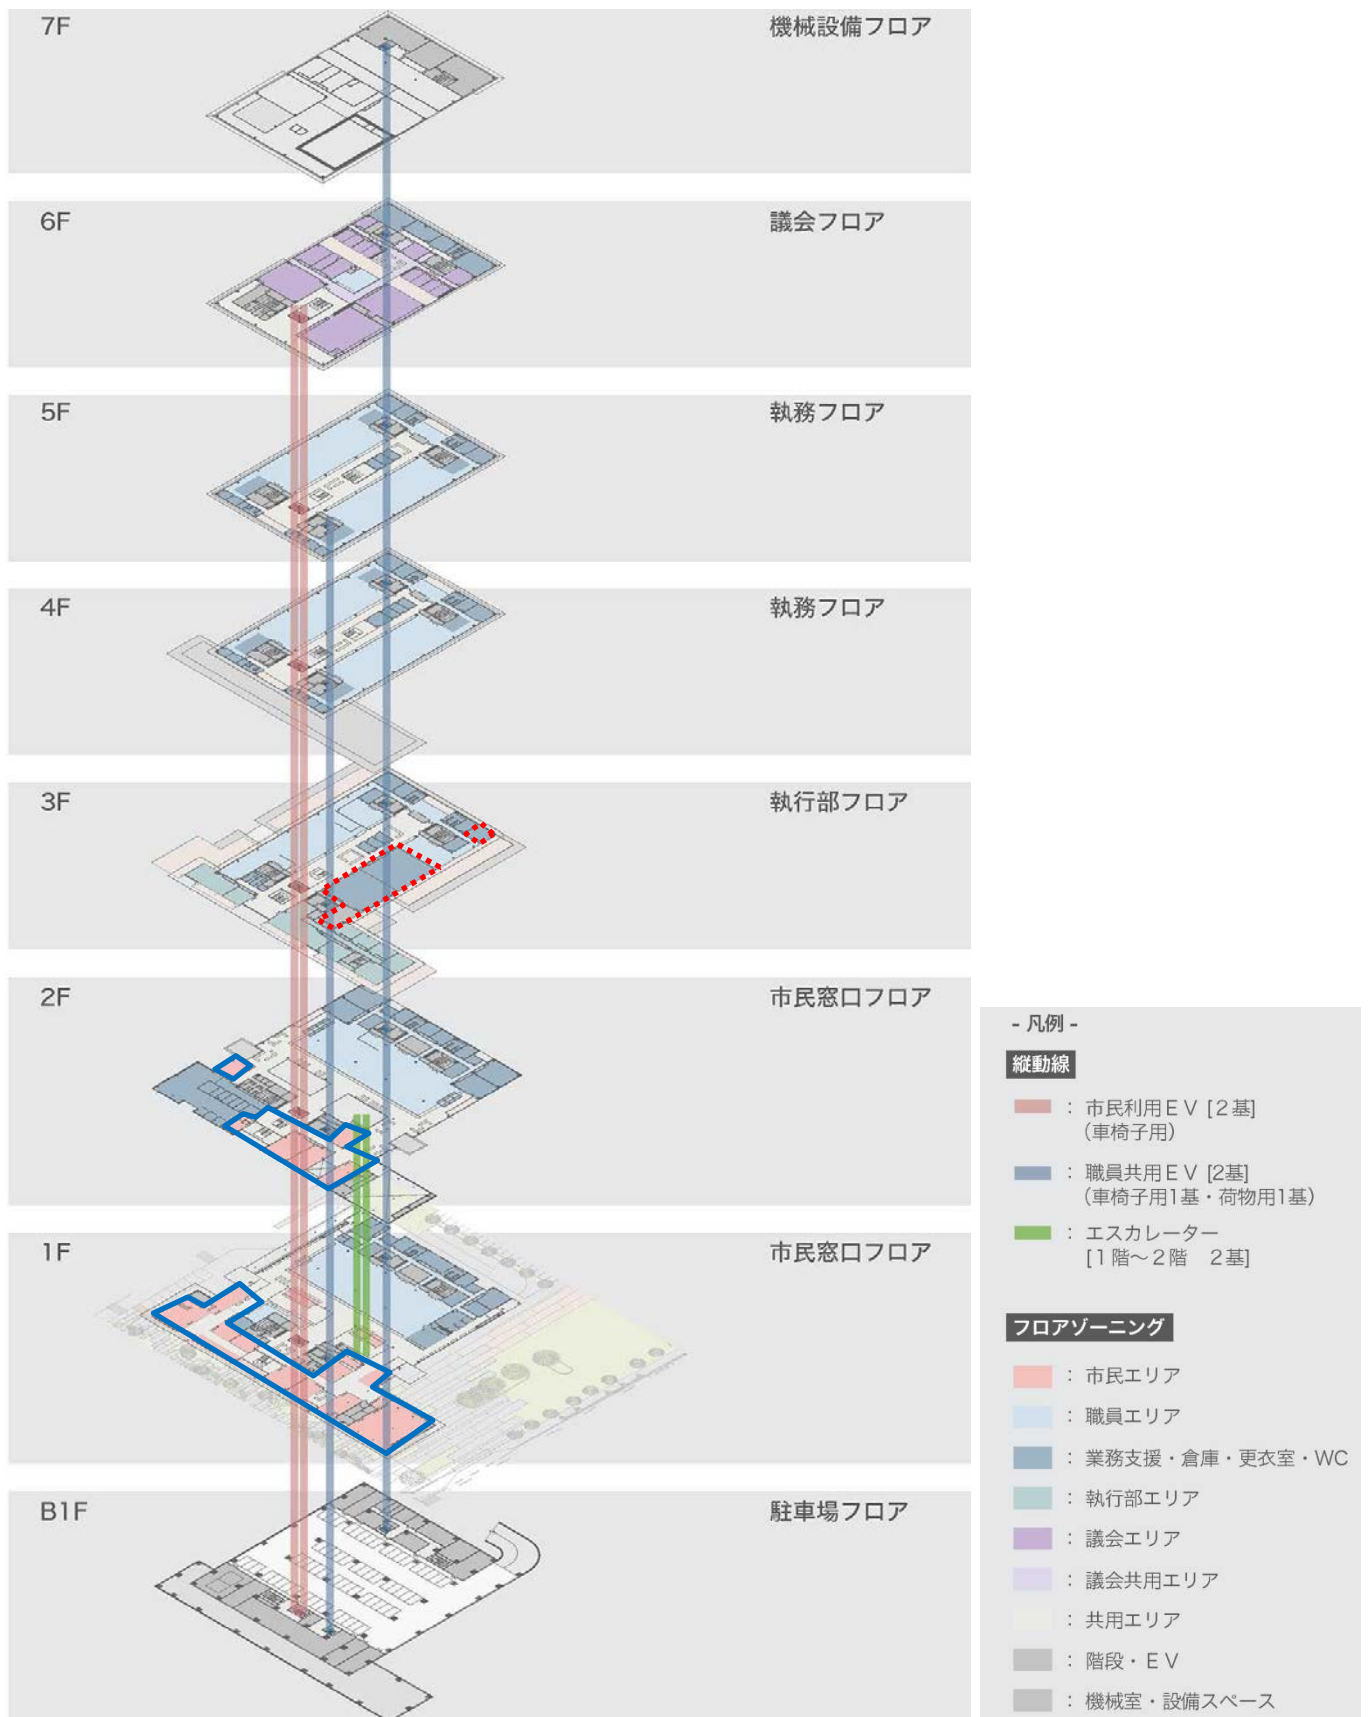 7F
機械設備フロア
6F
議会フロア
5F
執務フロア
4F
執務フロア
3F
執行部フロア
2F
市民窓口フロア
1F
市民窓口フロア
B1F
駐車場フロア
- 凡例 -
縦動線
： 市民利用ＥＶ [２基]
（車椅子用）
： 職員共用ＥＶ [2基]
（車椅子用1基・荷物用1基）
： エスカレーター
[１階〜２階　２基]
フロアゾーニング
： 市民エリア
： 職員エリア
： 業務支援・倉庫・更衣室・WC
： 執行部エリア
： 議会エリア
： 議会共用エリア
： 共用エリア
： 階段・ＥＶ
： 機械室・設備スペース